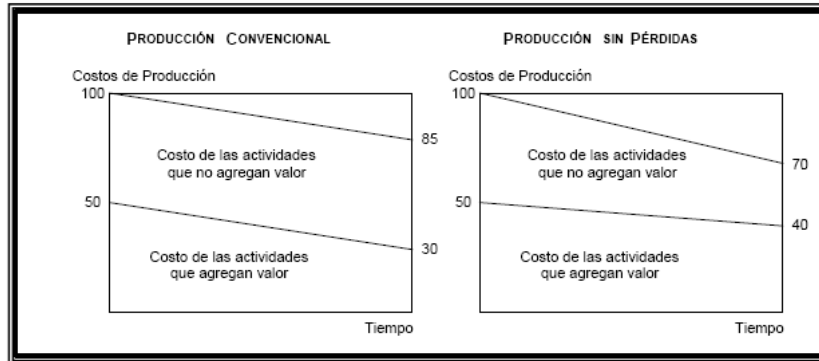 PRODUCCIÓN CONVENCIONAL
Costos de Producción
100
85
Costo de las actividades
que no agregan valor
50
30
Costo de las actividades
que agregan valor
Tiempo
PRODUCCIÓN SIN PÉRDIDAS
Costos de Producción
100
Costo de las actividades
que no agregan valor
70
50
40
Costo de las actividades
que agregan valor
Tiempo